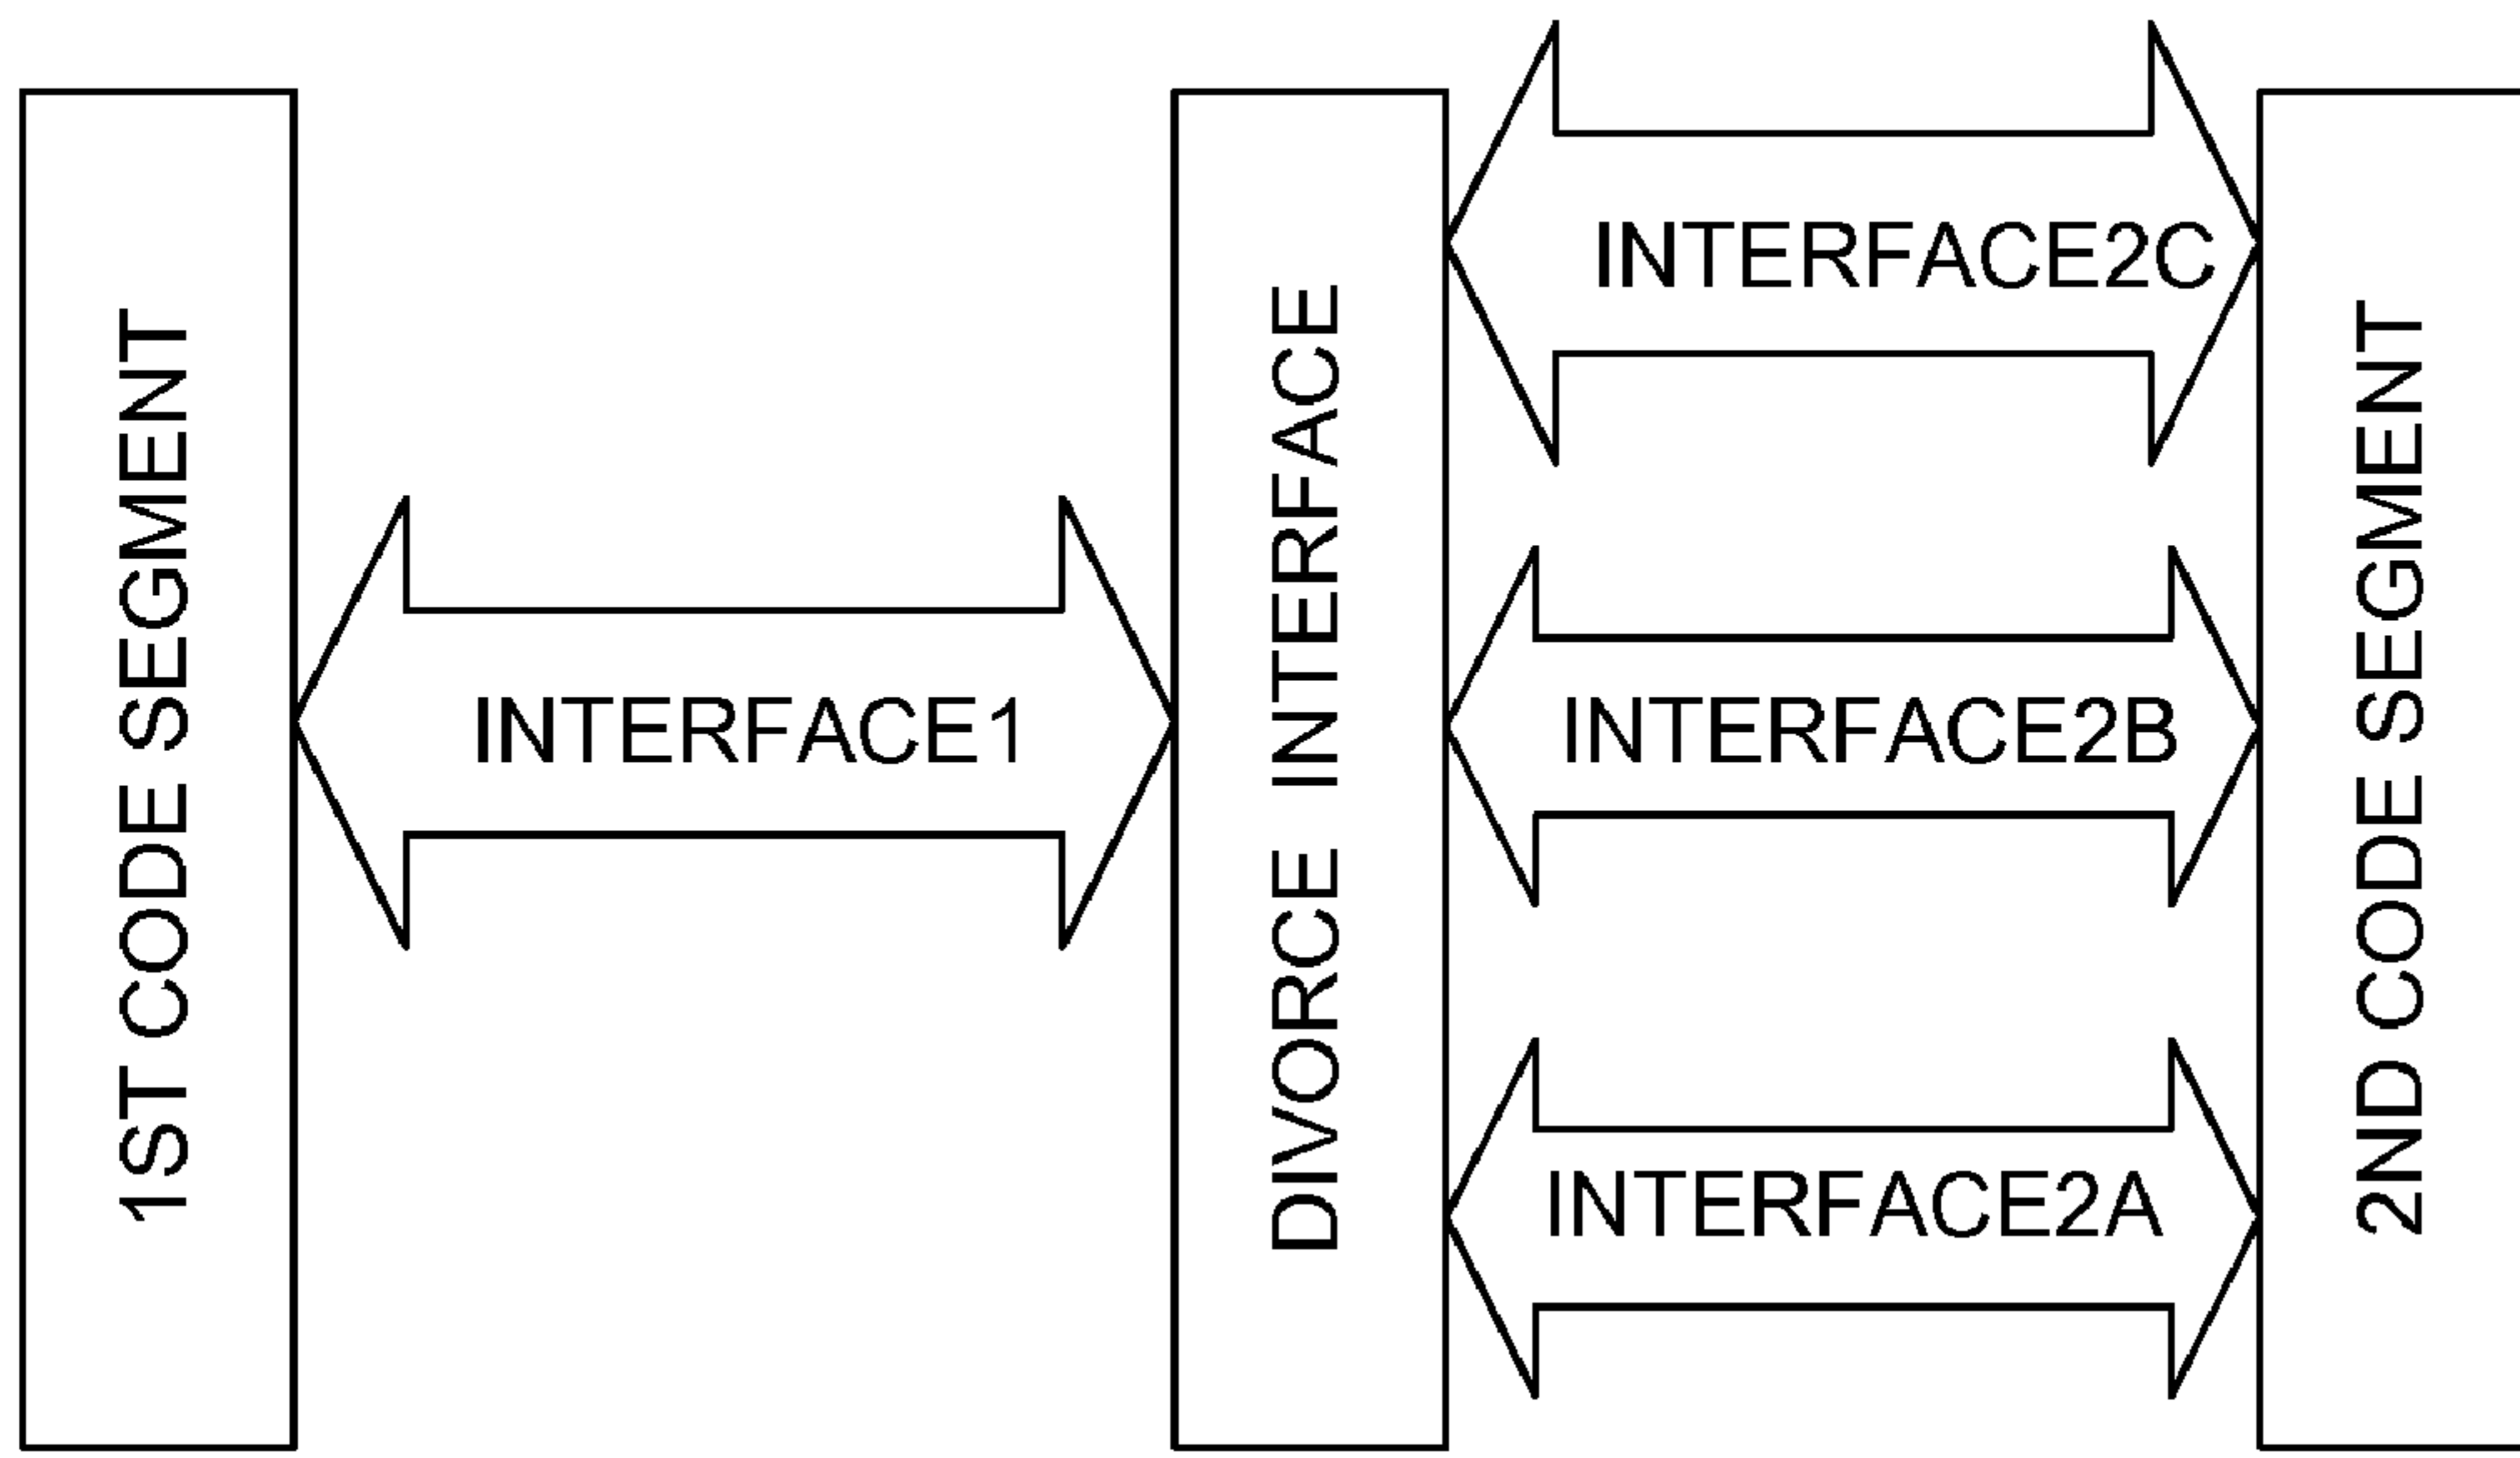 1ST CODE SEGMENT
INTERFACE1
DIVORCE INTERFACE
INTERFACE2C
INTERFACE2B
INTERFACE2A
2ND CODE SEGMENT